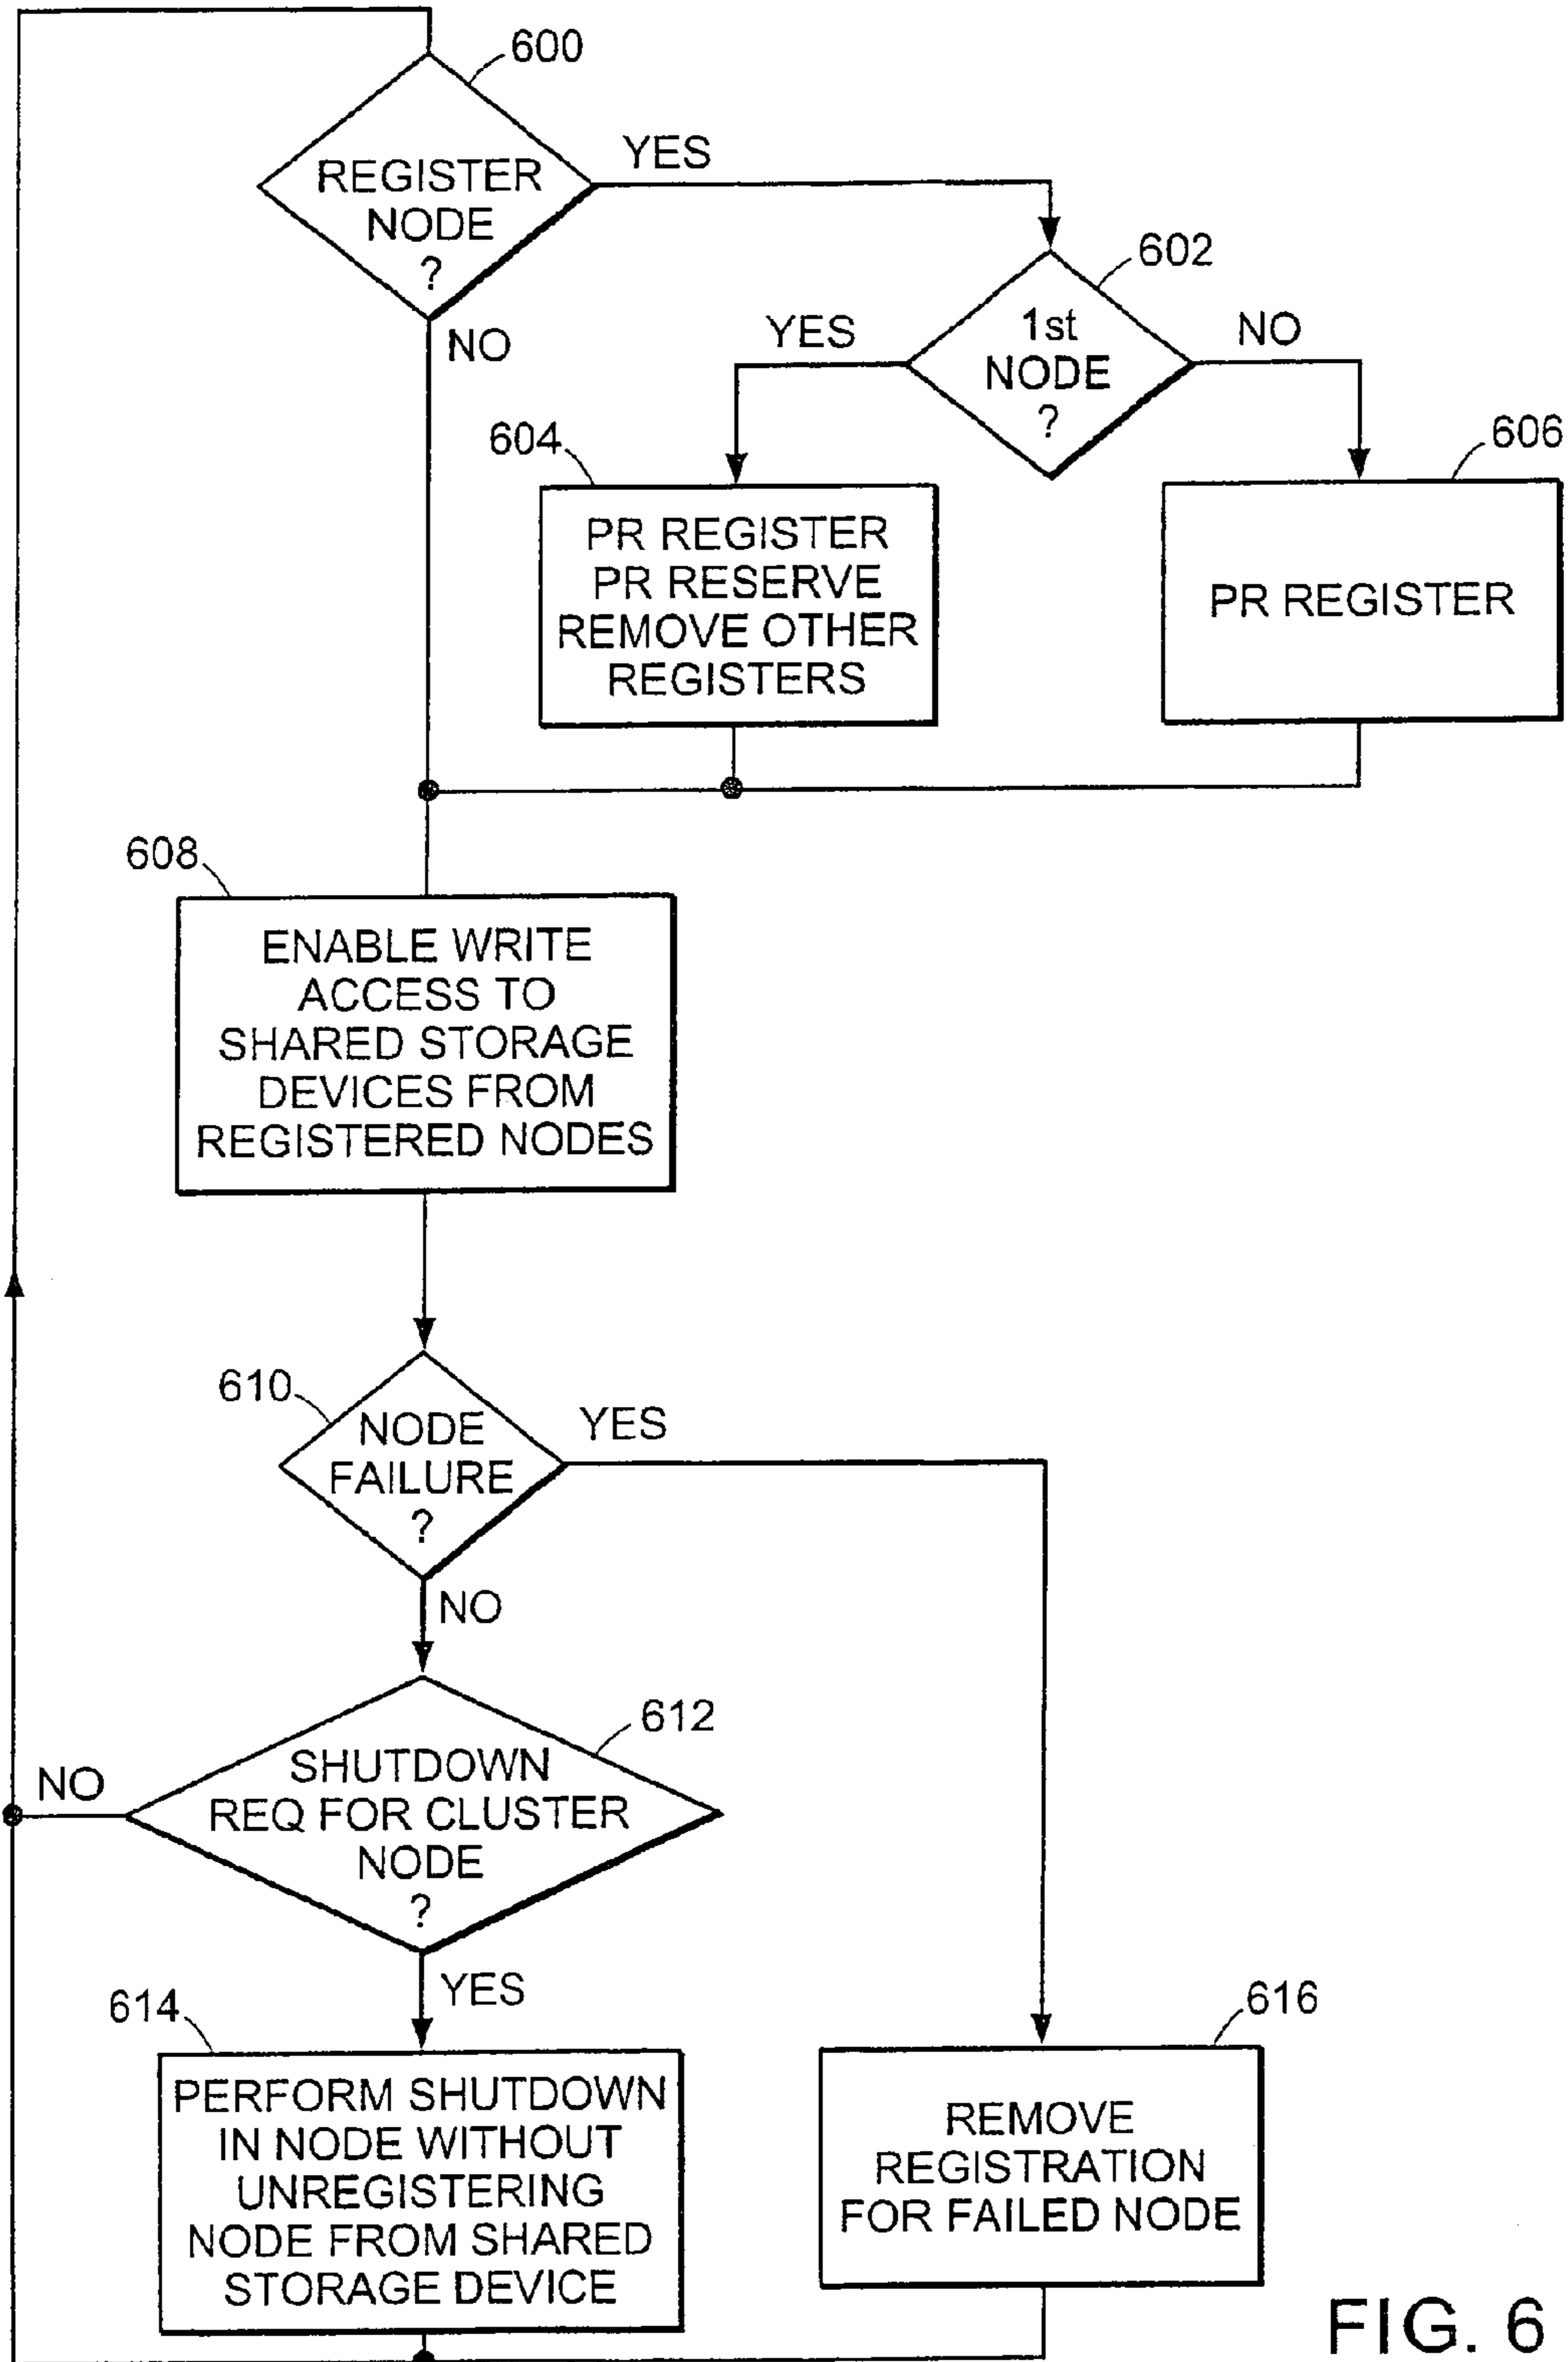 600
REGISTER
NODE
?
YES
NO
602
1st
NODE
?
YES
NO
604
PR REGISTER
PR RESERVE
REMOVE OTHER
REGISTERS
606
PR REGISTER
608
ENABLE WRITE
ACCESS TO
SHARED STORAGE
DEVICES FROM
REGISTERED NODES
610
NODE
FAILURE
?
YES
NO
612
SHUTDOWN
REQ FOR CLUSTER
NODE
?
NO
YES
614
PERFORM SHUTDOWN
IN NODE WITHOUT
UNREGISTERING
NODE FROM SHARED
STORAGE DEVICE
616
REMOVE
REGISTRATION
FOR FAILED NODE
FIG. 6